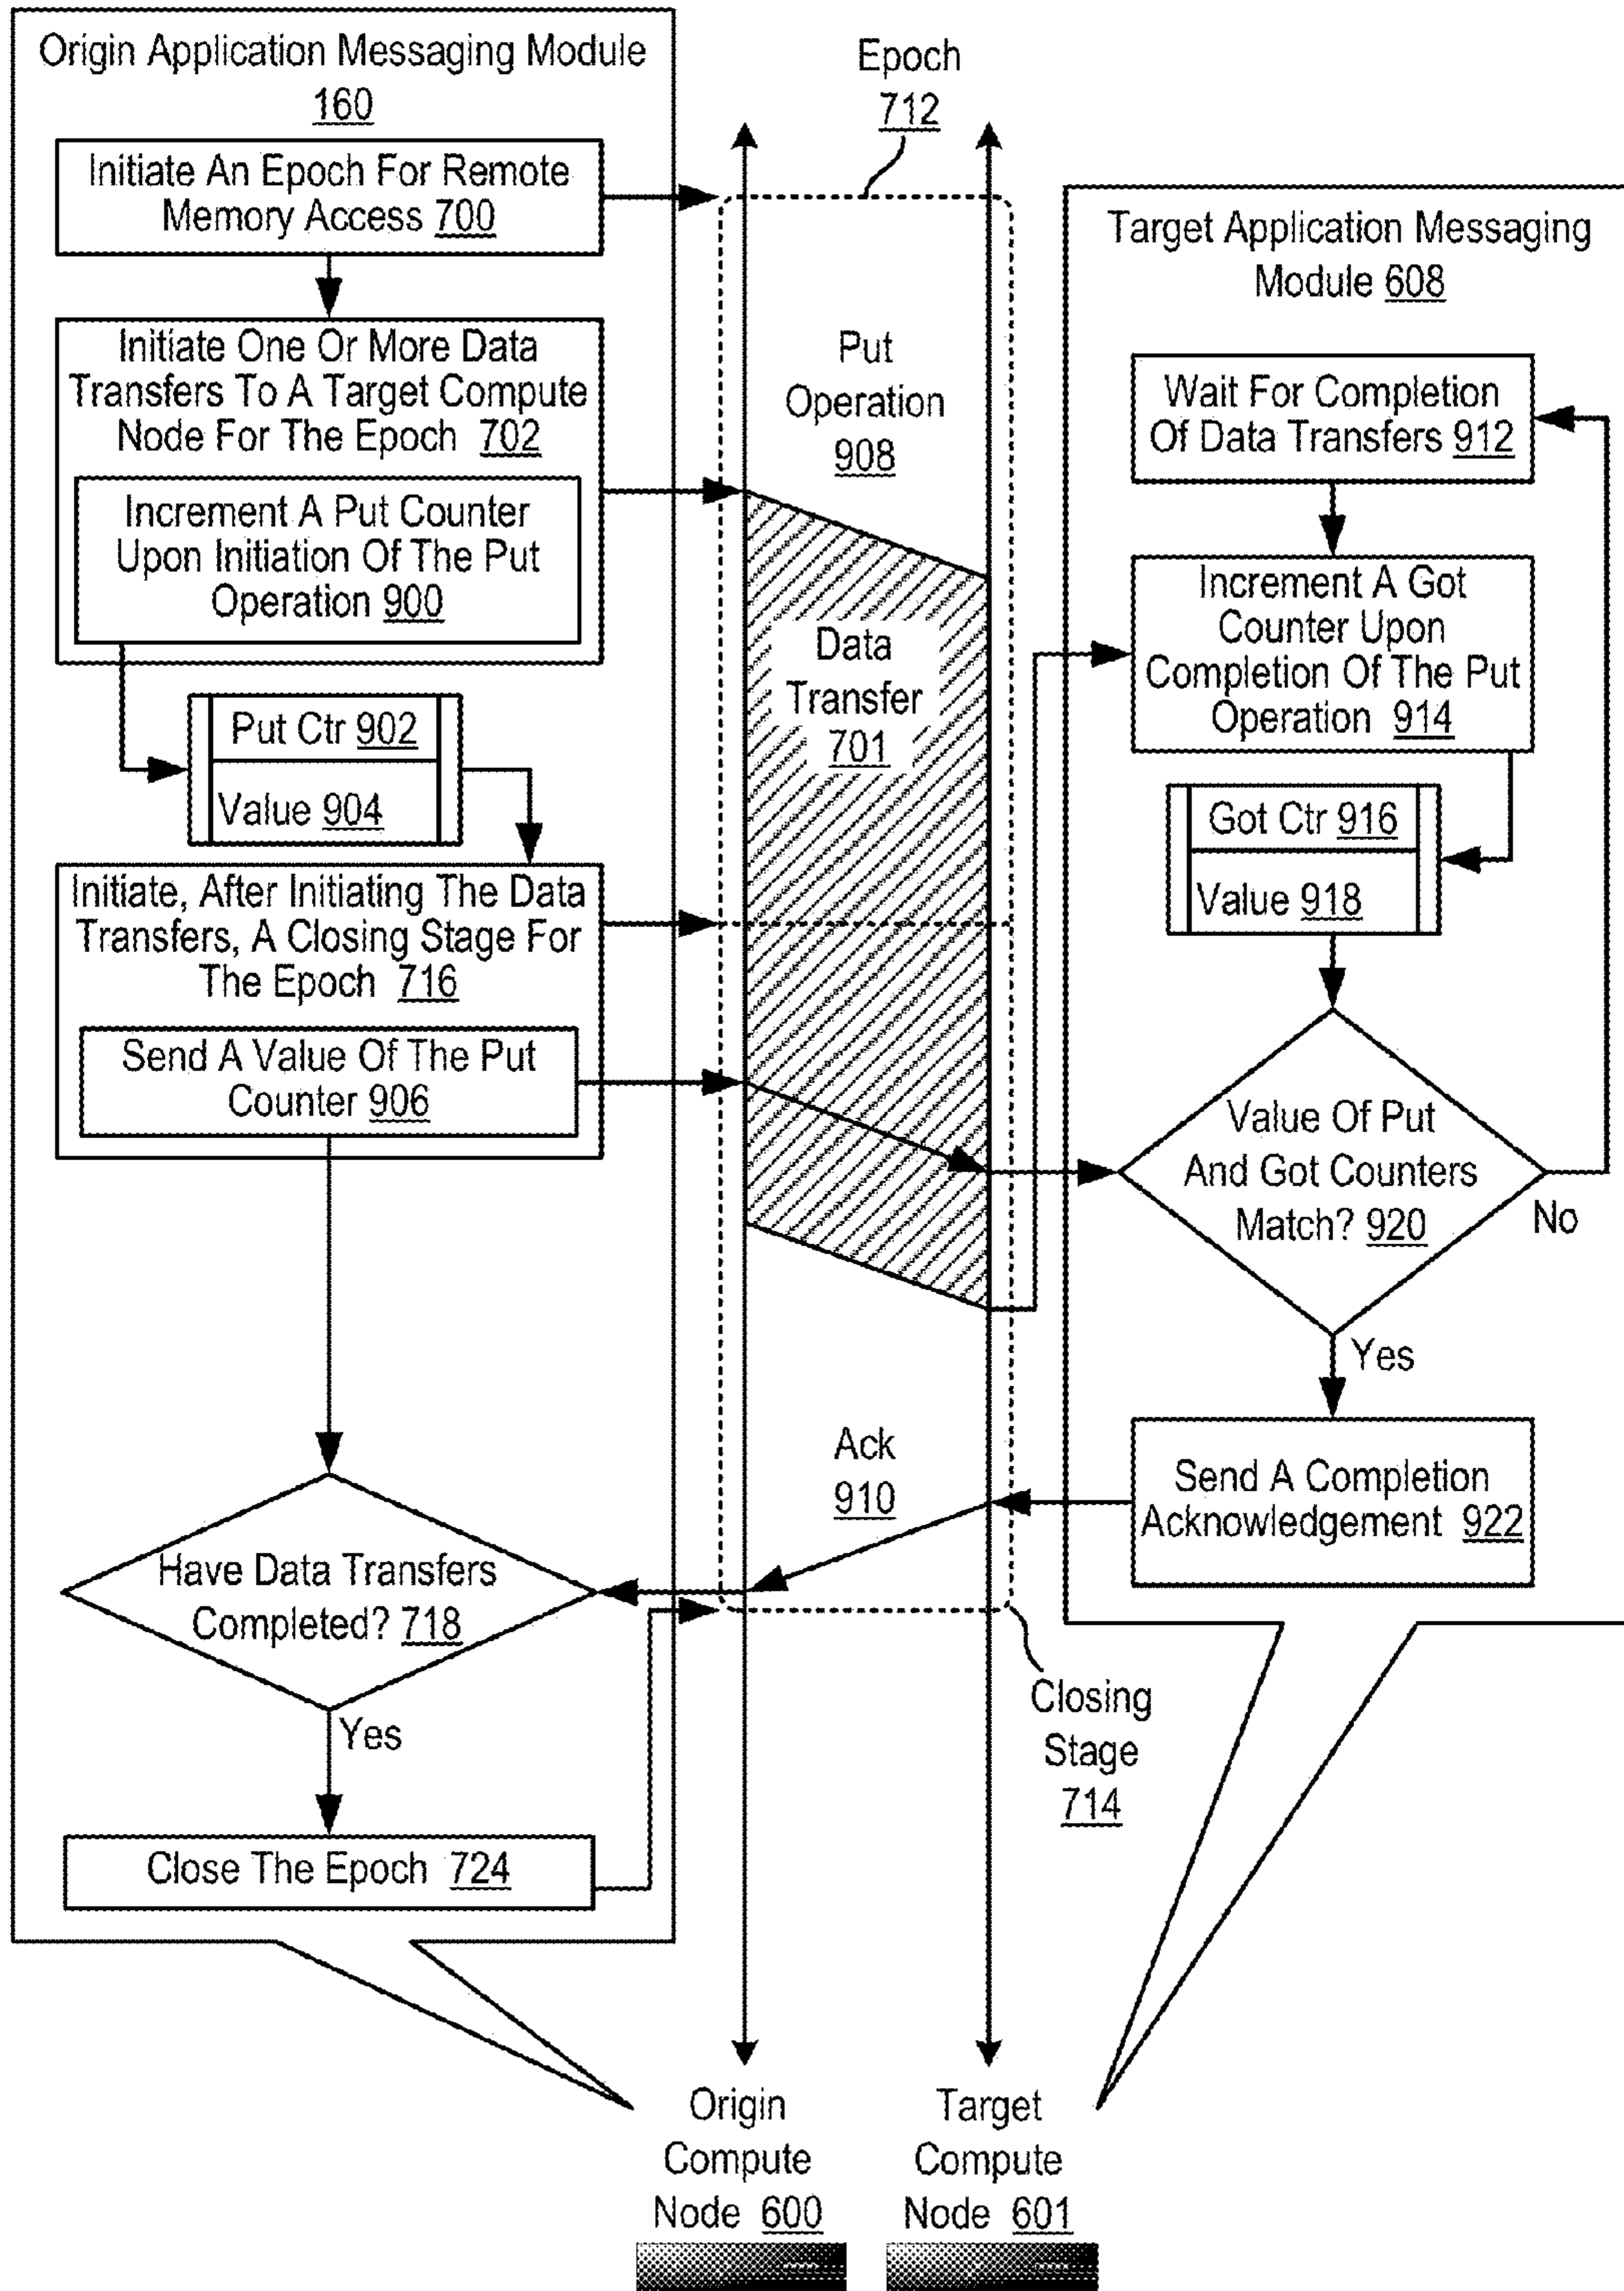 Origin Application Messaging Module
160
Initiate An Epoch For Remote
Memory Access 700
Initiate One Or More Data
Transfers To A Target Compute
Node For The Epoch 702
Increment A Put Counter
Upon Initiation Of The Put
Operation 900
Put Ctr 902
Value 904
Initiate, After Initiating The Data
Transfers, A Closing Stage For
The Epoch 716
Send A Value Of The Put
Counter 906
Have Data Transfers
Completed? 718
Yes
Close The Epoch 724
Epoch
712
Put
Operation
908
Data
Transfer
701
Ack
910
Closing
Stage
714
Target Application Messaging
Module 608
Wait For Completion
Of Data Transfers 912
Increment A Got
Counter Upon
Completion Of The Put
Operation 914
Got Ctr 916
Value 918
Value Of Put
And Got Counters
Match? 920
No
Yes
Send A Completion
Acknowledgement 922
Origin
Compute
Node 600
Target
Compute
Node 601